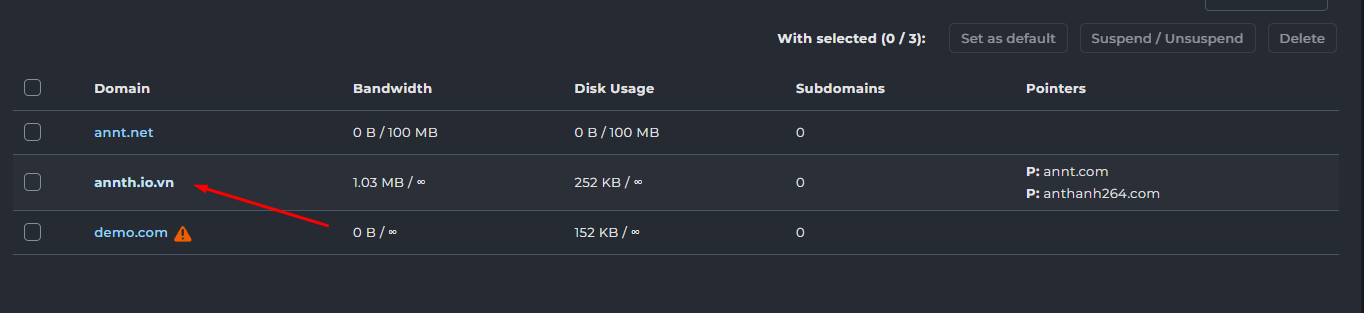 With selected (0 / 3): Set as default Suspend / Unsuspend Delete
Domain Bandwidth Disk Usage Subdomains Pointers
annt.net 0 B / 100 MB 0 B / 100 MB 0
annth.io.vn 1.03 MB / ∞ 252 KB / ∞ 0 P: annt.com
P: anthanh264.com
demo.com 0 B / ∞ 152 KB / ∞ 0